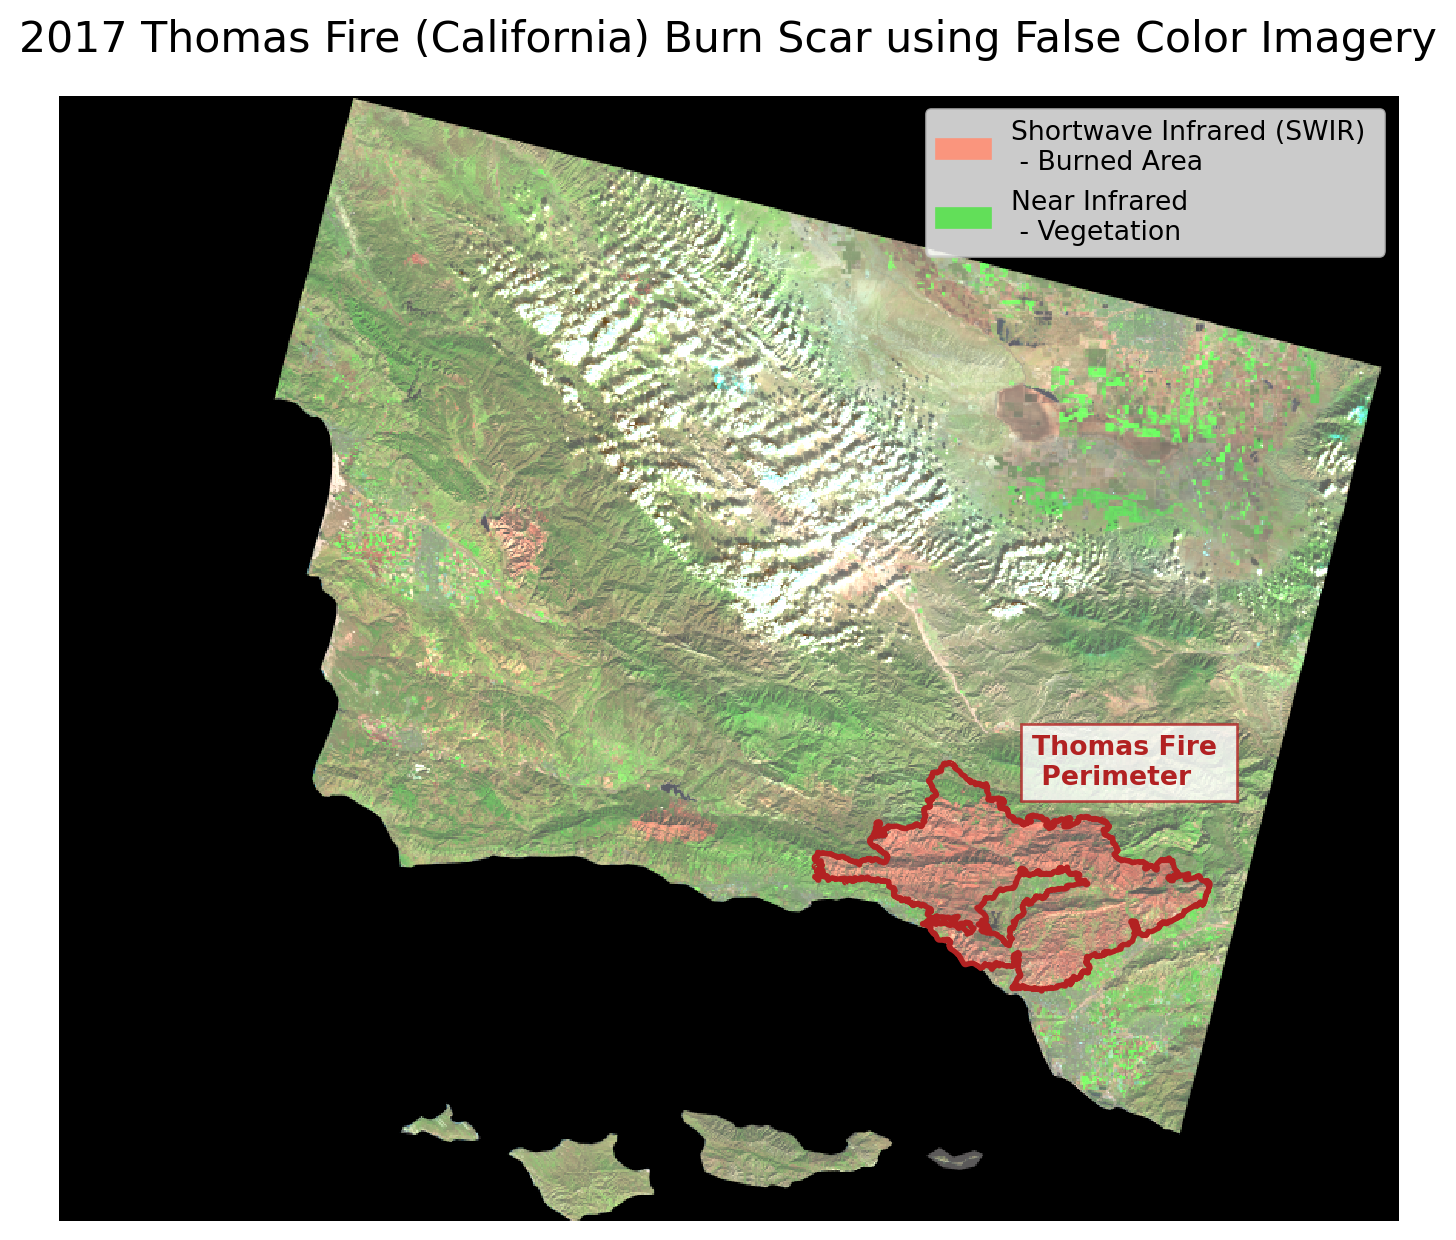 2017 Thomas Fire (California) Burn Scar using False Color Imagery
Shortwave Infrared (SWIR)
- Burned Area
Near Infrared
- Vegetation
Thomas Fire
Perimeter